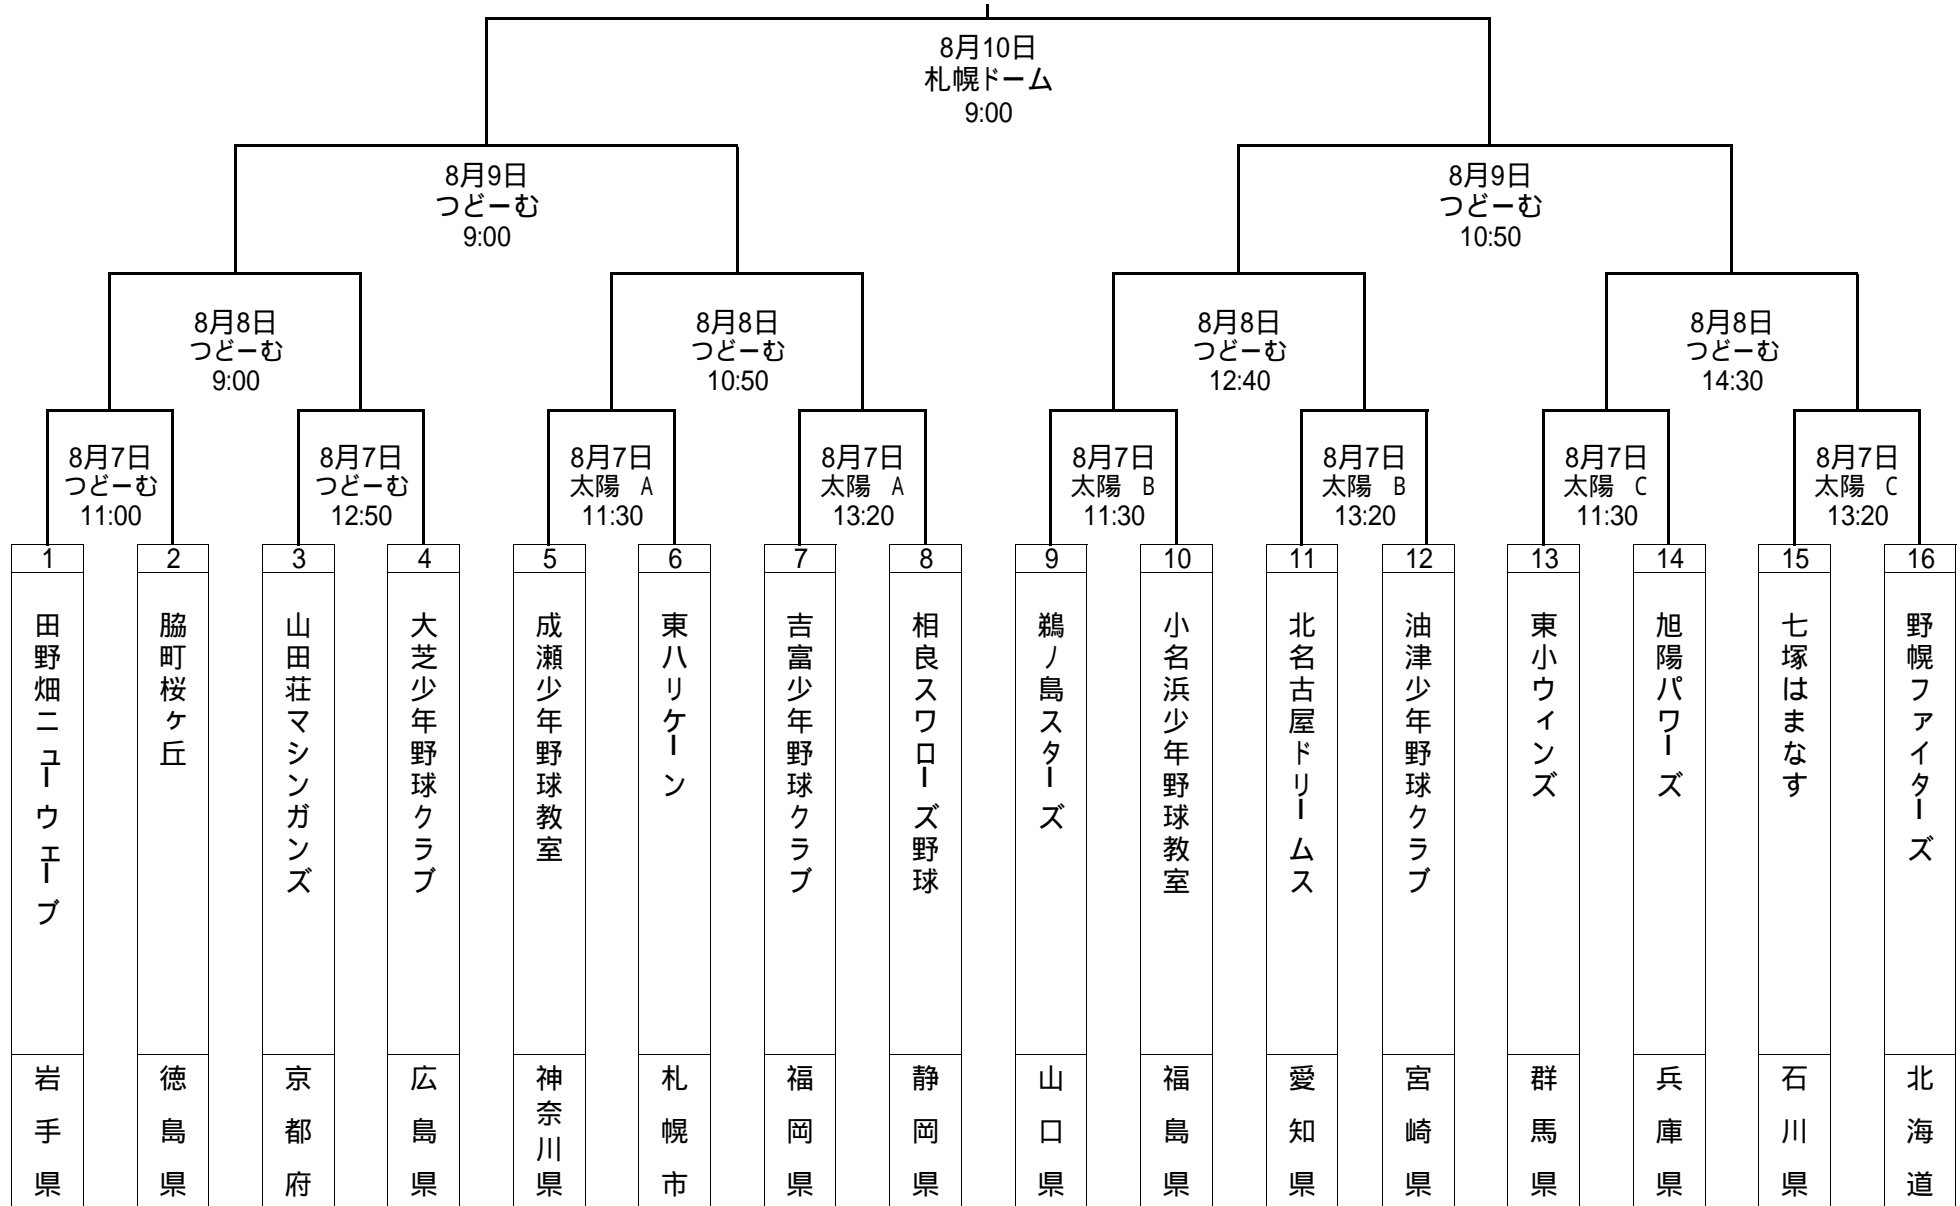 8月10日
札幌ドーム
9:00
8月9日
つどーむ
9:00
8月9日
つどーむ
10:50
8月8日
つどーむ
9:00
8月8日
つどーむ
10:50
8月8日
つどーむ
12:40
8月8日
つどーむ
14:30
8月7日
つどーむ
11:00
8月7日
つどーむ
12:50
8月7日
太陽　A
11:30
8月7日
太陽　A
13:20
8月7日
太陽　B
11:30
8月7日
太陽　B
13:20
8月7日
太陽　C
11:30
8月7日
太陽　C
13:20
1
田野畑ニューウェーブ
岩手県
2
脇町桜ヶ丘
徳島県
3
山田荘マシンガンズ
京都府
4
大芝少年野球クラブ
広島県
5
成瀬少年野球教室
神奈川県
6
東ハリケーン
札幌市
7
吉富少年野球クラブ
福岡県
8
相良スワローズ野球
静岡県
9
鵜ノ島スターズ
山口県
10
小名浜少年野球教室
福島県
11
北名古屋ドリームス
愛知県
12
油津少年野球クラブ
宮崎県
13
東小ウィンズ
群馬県
14
旭陽パワーズ
兵庫県
15
七塚はまなす
石川県
16
野幌ファイターズ
北海道